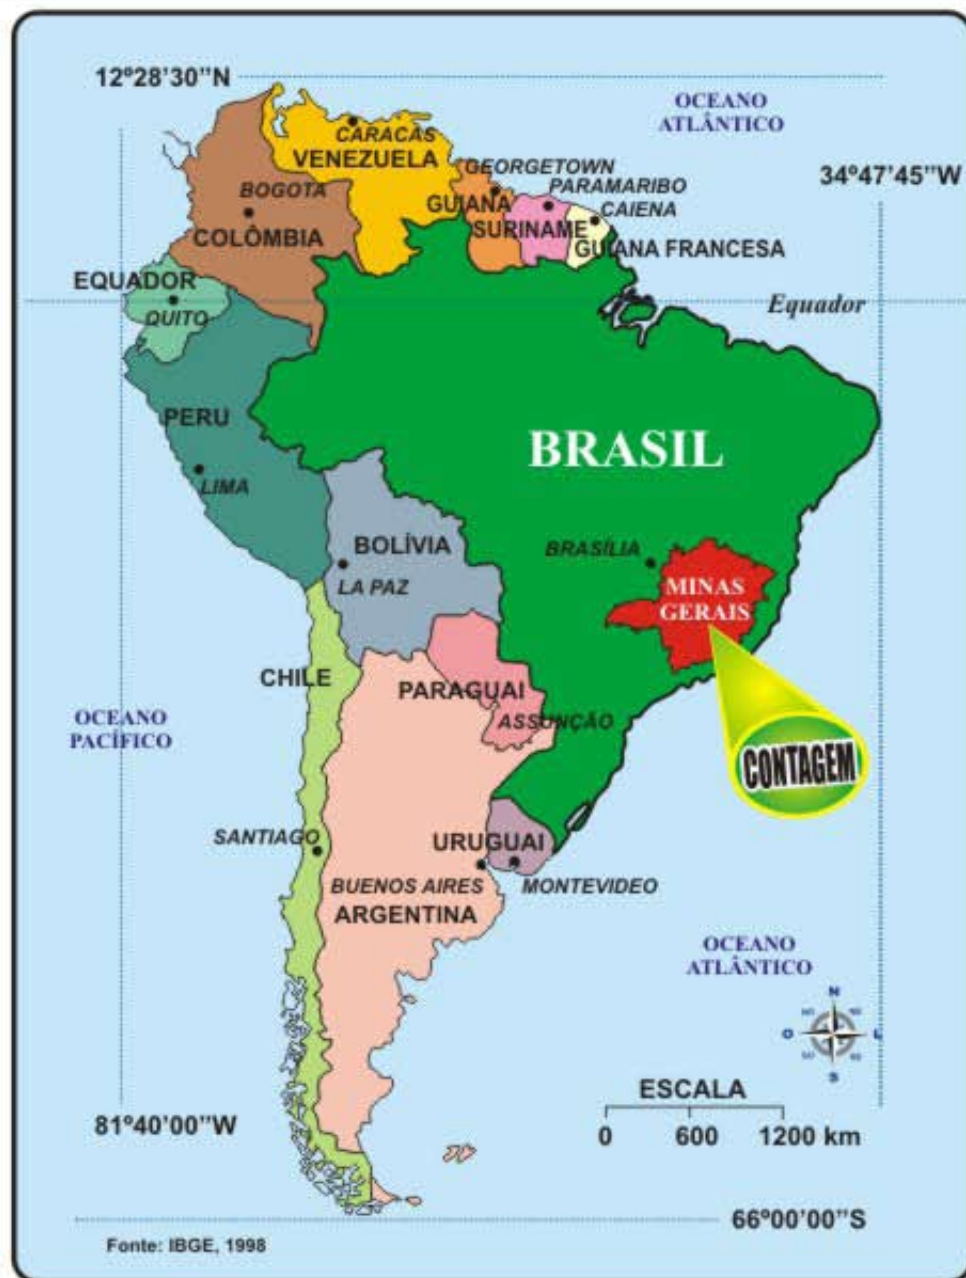 12º28'30"N
OCEANO
ATLÂNTICO
34º47'45"W
CARACAS
VENEZUELA
GEORGETOWN
BOGOTA
PARAMARIBO
GUIANA
CAIENA
COLÔMBIA
SURINAME
GUIANA FRANCESA
EQUADOR
Equador
QUITO
PERU
BRASIL
LIMA
BOLÍVIA
BRASÍLIA
LA PAZ
MINAS
GERAIS
CHILE
PARAGUAI
ASSUNÇÃO
OCEANO
PACÍFICO
CONTAGEM
SANTIAGO
URUGUAI
BUENOS AIRES
MONTEVIDEO
ARGENTINA
OCEANO
ATLÂNTICO
N
O
L
S
ESCALA
0 600 1200 km
81º40'00"W
66º00'00"S
Fonte: IBGE, 1998